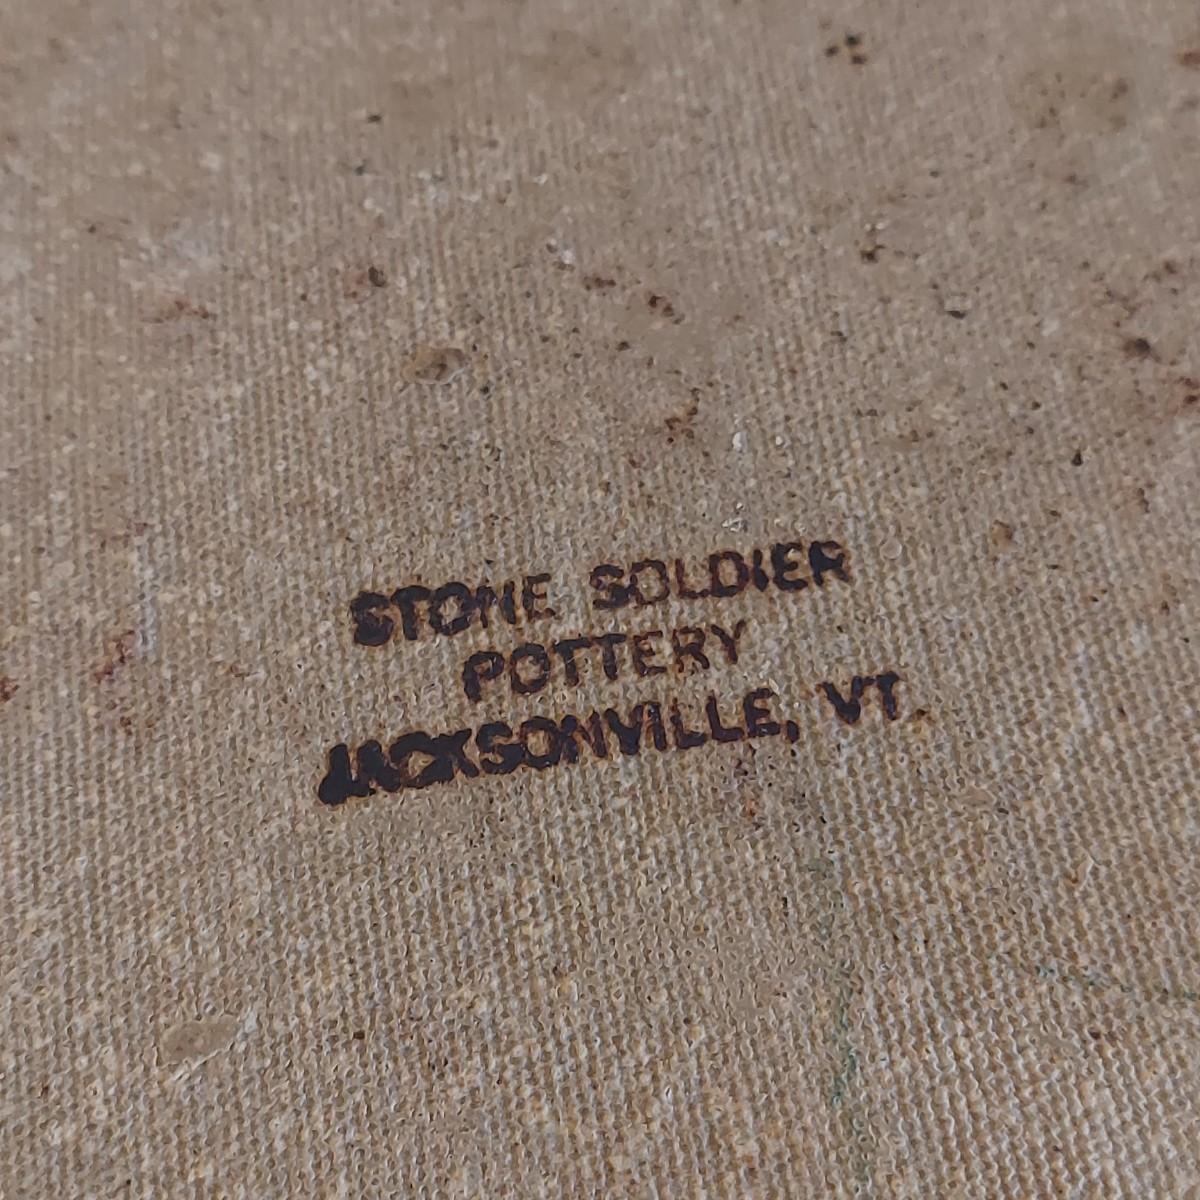 STONE SOLDIER
POTTERY
JACKSONVILLE, VT.